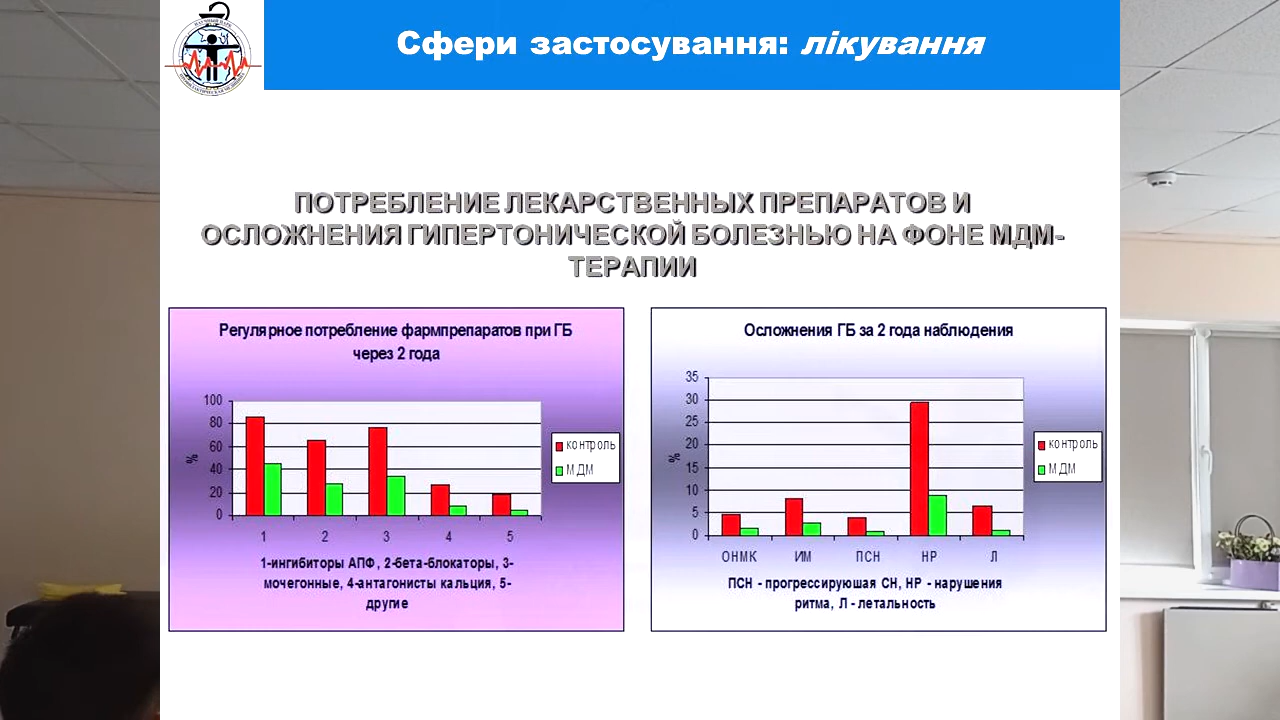 Сфери застосування: лікування
ПОТРЕБЛЕНИЕ ЛЕКАРСТВЕННЫХ ПРЕПАРАТОВ И
ОСЛОЖНЕНИЯ ГИПЕРТОНИЧЕСКОЙ БОЛЕЗНЬЮ НА ФОНЕ МДМ-
ТЕРАПИИ
Регулярное потребление фармпрепаратов при ГБ
через 2 года
100
80
60
40
20
0
%
1 2 3 4 5
контроль
МДМ
1-ингибиторы АПФ, 2-бета-блокаторы, 3-
мочегонные, 4-антагонисты кальция, 5-
другие
Осложнения ГБ за 2 года наблюдения
35
30
25
20
15
10
5
0
%
ОНМК ИМ ПСН НР Л
контроль
МДМ
ПСН - прогрессируюшая СН, НР - нарушения
ритма, Л - летальность